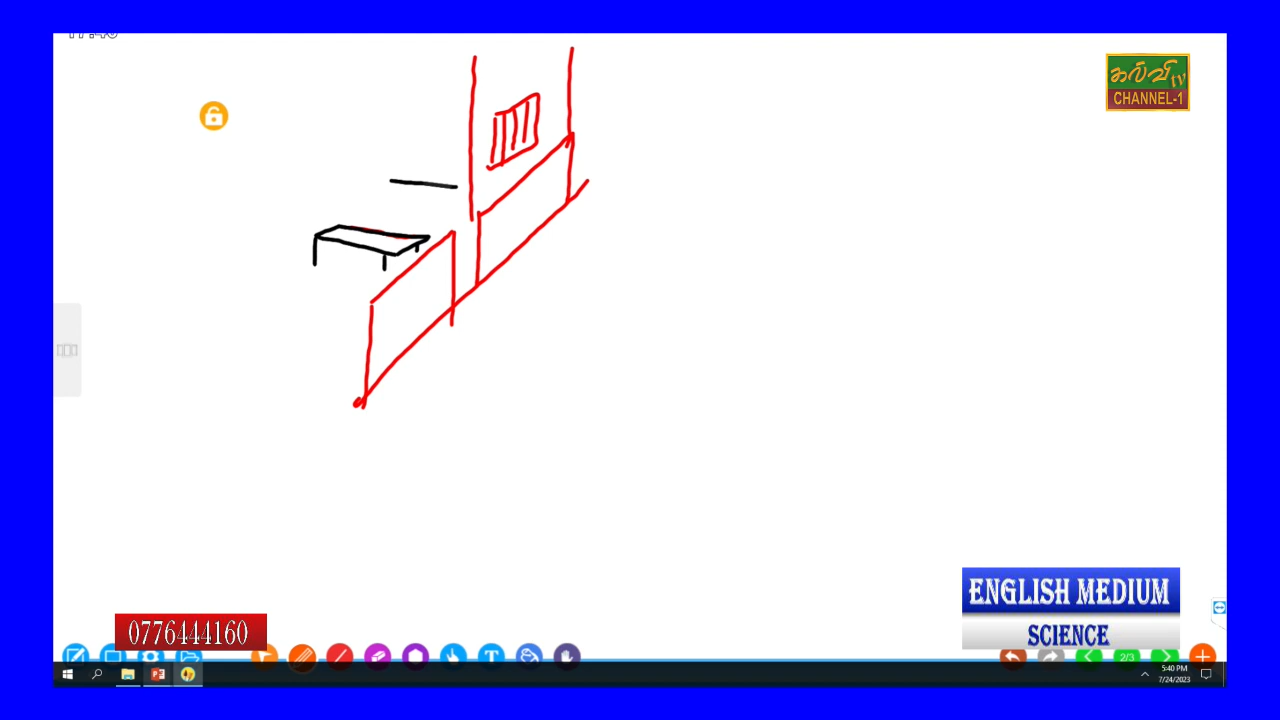 கல்வி tv
CHANNEL-1
ENGLISH MEDIUM
SCIENCE
0776444160
2/3
5:40 PM
7/24/2023